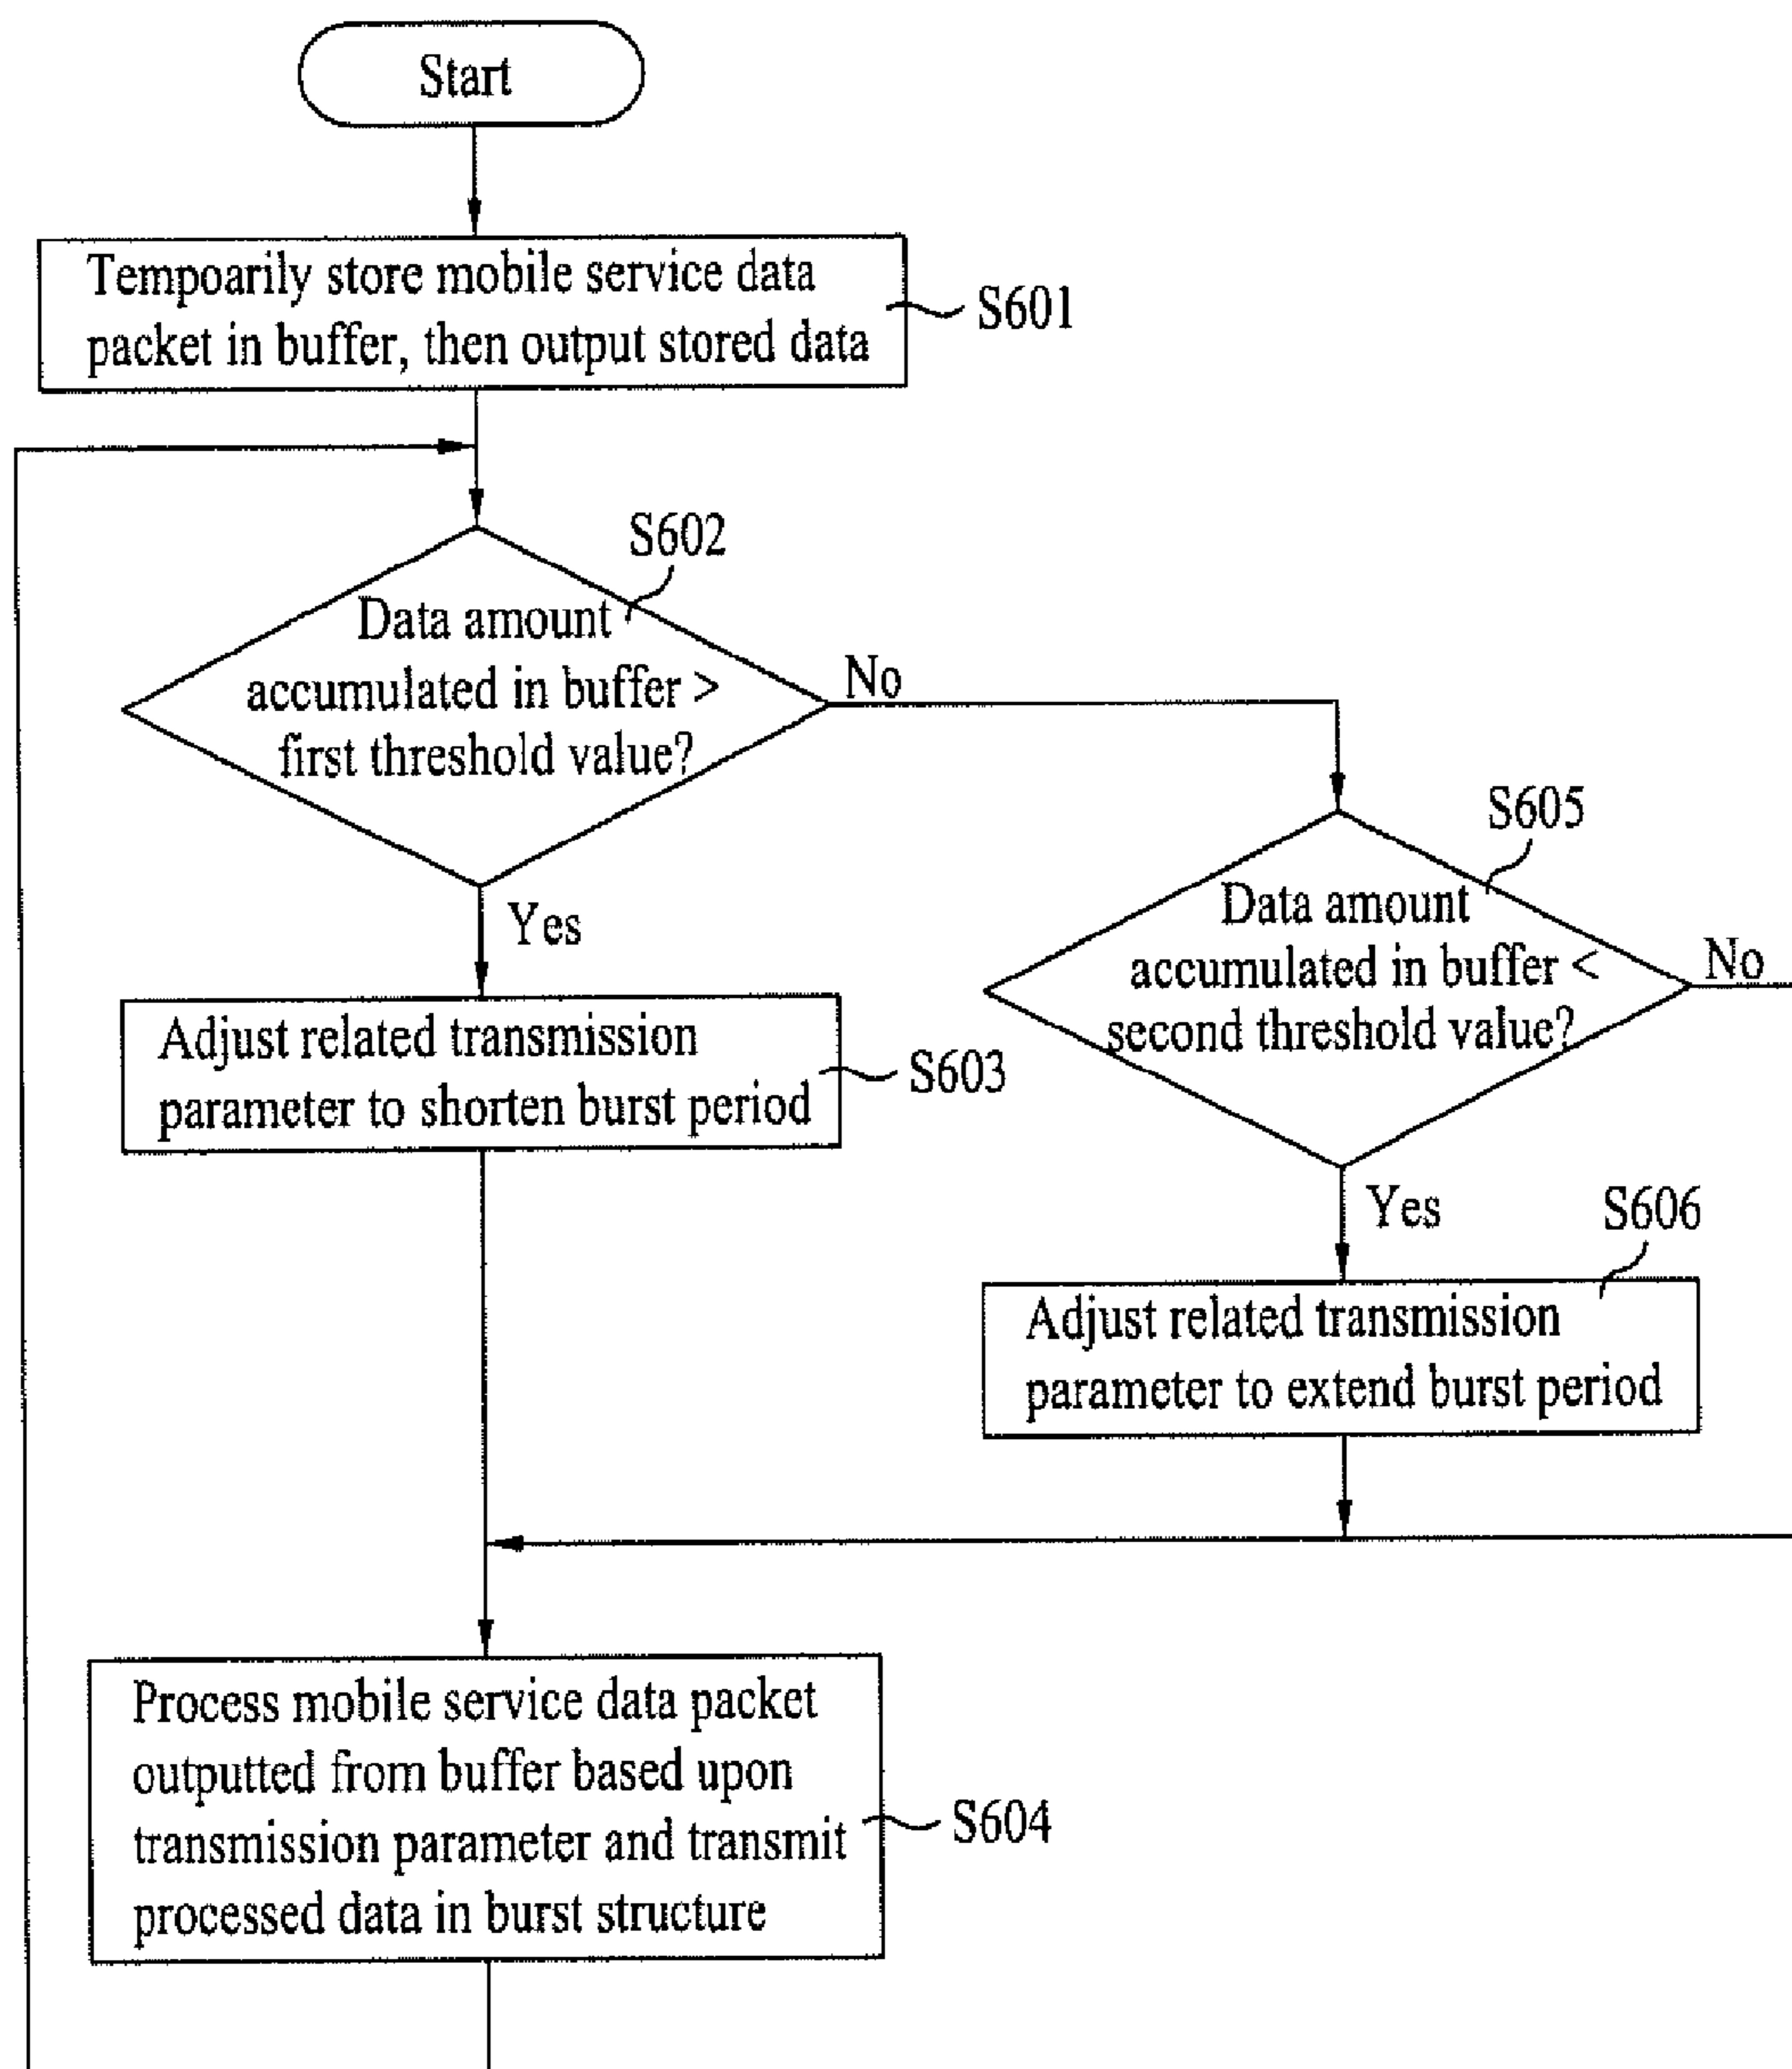 Start
Tempoarily store mobile service data
packet in buffer, then output stored data
S601
S602
Data amount
accumulated in buffer >
first threshold value?
No
Yes
S605
Data amount
accumulated in buffer <
second threshold value?
No
Yes
Adjust related transmission
parameter to shorten burst period
S603
S606
Adjust related transmission
parameter to extend burst period
Process mobile service data packet
outputted from buffer based upon
transmission parameter and transmit
processed data in burst structure
S604